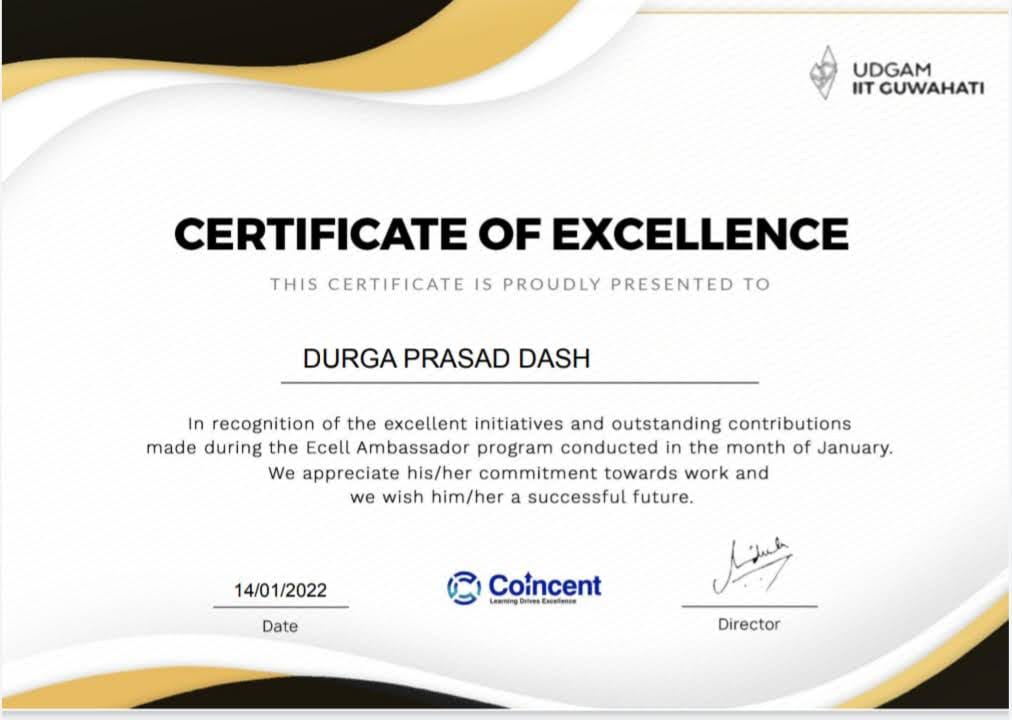 UDGAM
IIT GUWAHATI
CERTIFICATE OF EXCELLENCE
THIS CERTIFICATE IS PROUDLY PRESENTED TO
DURGA PRASAD DASH
In recognition of the excellent initiatives and outstanding contributions
made during the Ecell Ambassador program conducted in the month of January.
We appreciate his/her commitment towards work and
we wish him/her a successful future.
14/01/2022
Date
Coincent
Learning Drives Excellence
Director